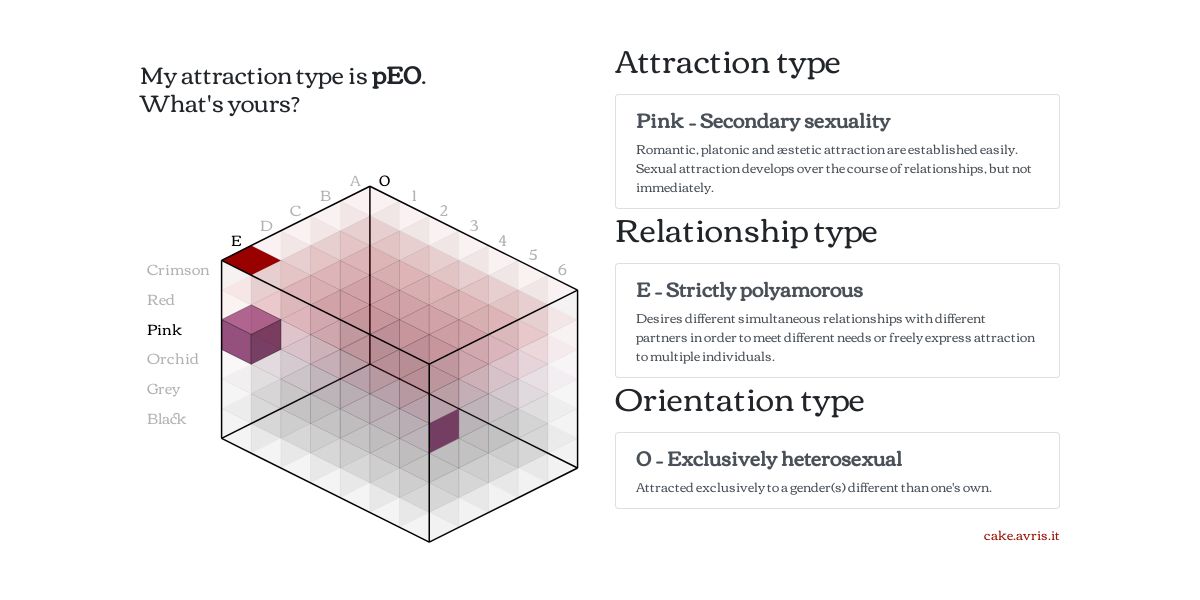 My attraction type is pEO.
What's yours?
A O
B 1
C 2
D 3
E 4
5
6
Crimson
Red
Pink
Orchid
Grey
Black
Attraction type
Pink - Secondary sexuality
Romantic, platonic and æstetic attraction are established easily.
Sexual attraction develops over the course of relationships, but not
immediately.
Relationship type
E - Strictly polyamorous
Desires different simultaneous relationships with different
partners in order to meet different needs or freely express attraction
to multiple individuals.
Orientation type
O - Exclusively heterosexual
Attracted exclusively to a gender(s) different than one's own.
cake.avris.it